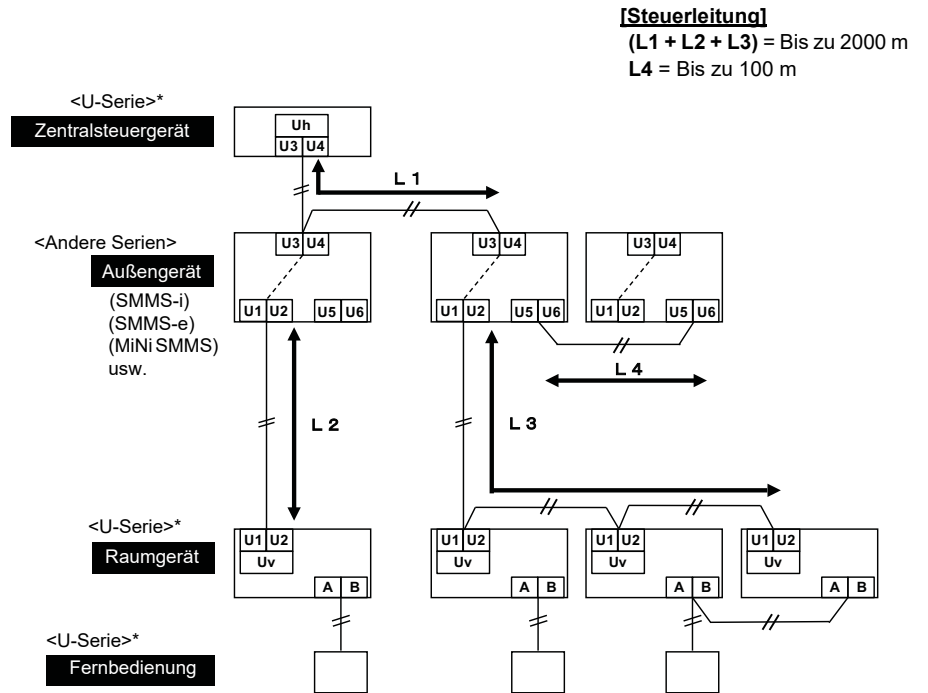 [Steuerleitung]
(L1 + L2 + L3) = Bis zu 2000 m
L4 = Bis zu 100 m
<U-Serie>*
Zentralsteuergerät
Uh
U3 U4
L 1
<Andere Serien>
Außengerät
(SMMS-i)
(SMMS-e)
(MiNi SMMS)
usw.
U3 U4
U3 U4
U3 U4
U1 U2
U5 U6
U1 U2
U5 U6
U1 U2
U5 U6
L 4
L 2
L 3
<U-Serie>*
Raumgerät
U1 U2
Uv
A B
U1 U2
Uv
A B
U1 U2
Uv
A B
U1 U2
Uv
A B
<U-Serie>*
Fernbedienung